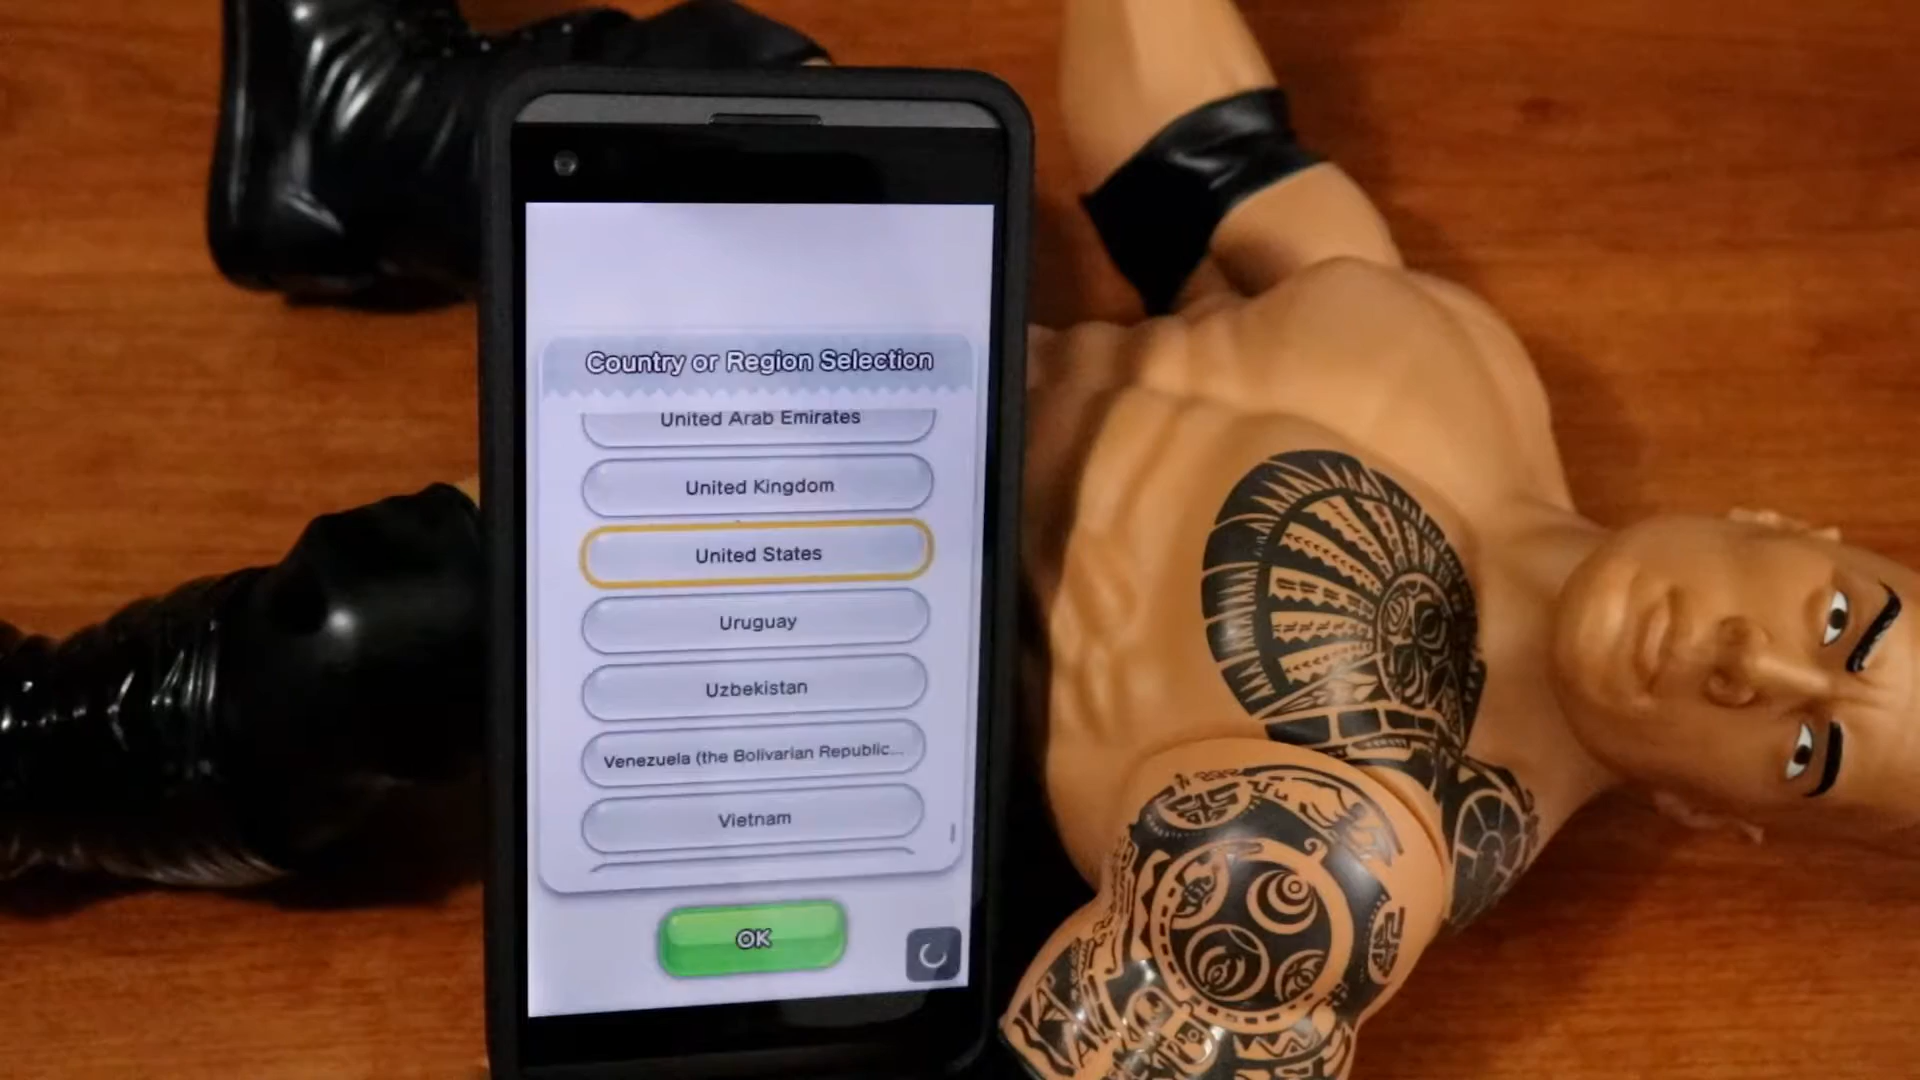 Country or Region Selection
United Arab Emirates
United Kingdom
United States
Uruguay
Uzbekistan
Venezuela (the Bolivarian Republic...
Vietnam
OK